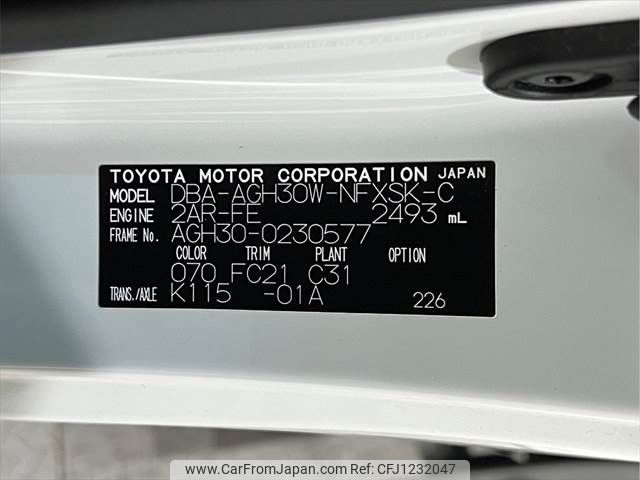 TOYOTA MOTOR CORPORATION JAPAN
MODEL DBA-AGH30W-NFXSK-C
ENGINE 2AR-FE 2493 mL
FRAME No. AGH30-0230577
COLOR TRIM PLANT OPTION
070 FC21 C31
TRANS./AXLE K115 -01A 226
www.CarFromJapan.com - CFJ1232047